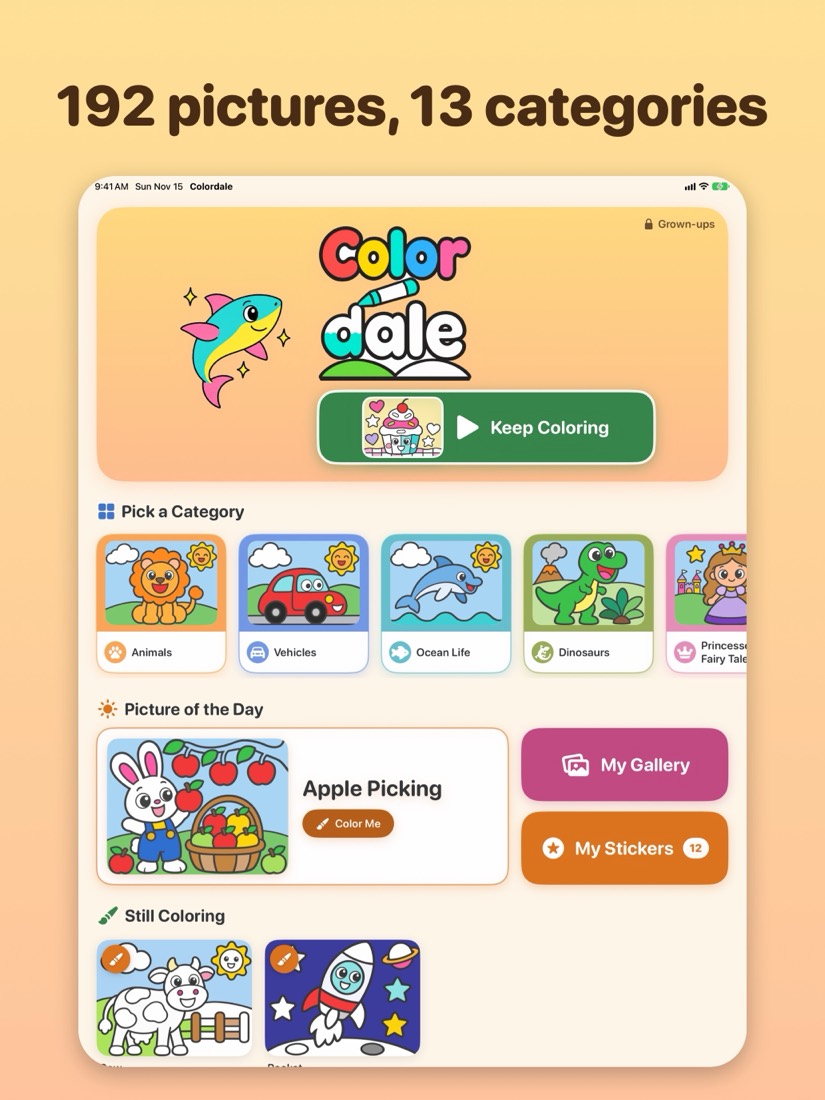 192 pictures, 13 categories
9:41 AM Sun Nov 15 Colordale
Grown-ups
Color
dale
Keep Coloring
Pick a Category
Animals
Vehicles
Ocean Life
Dinosaurs
Fairy Tale
Picture of the Day
Apple Picking
Color Me
My Gallery
My Stickers 12
Still Coloring